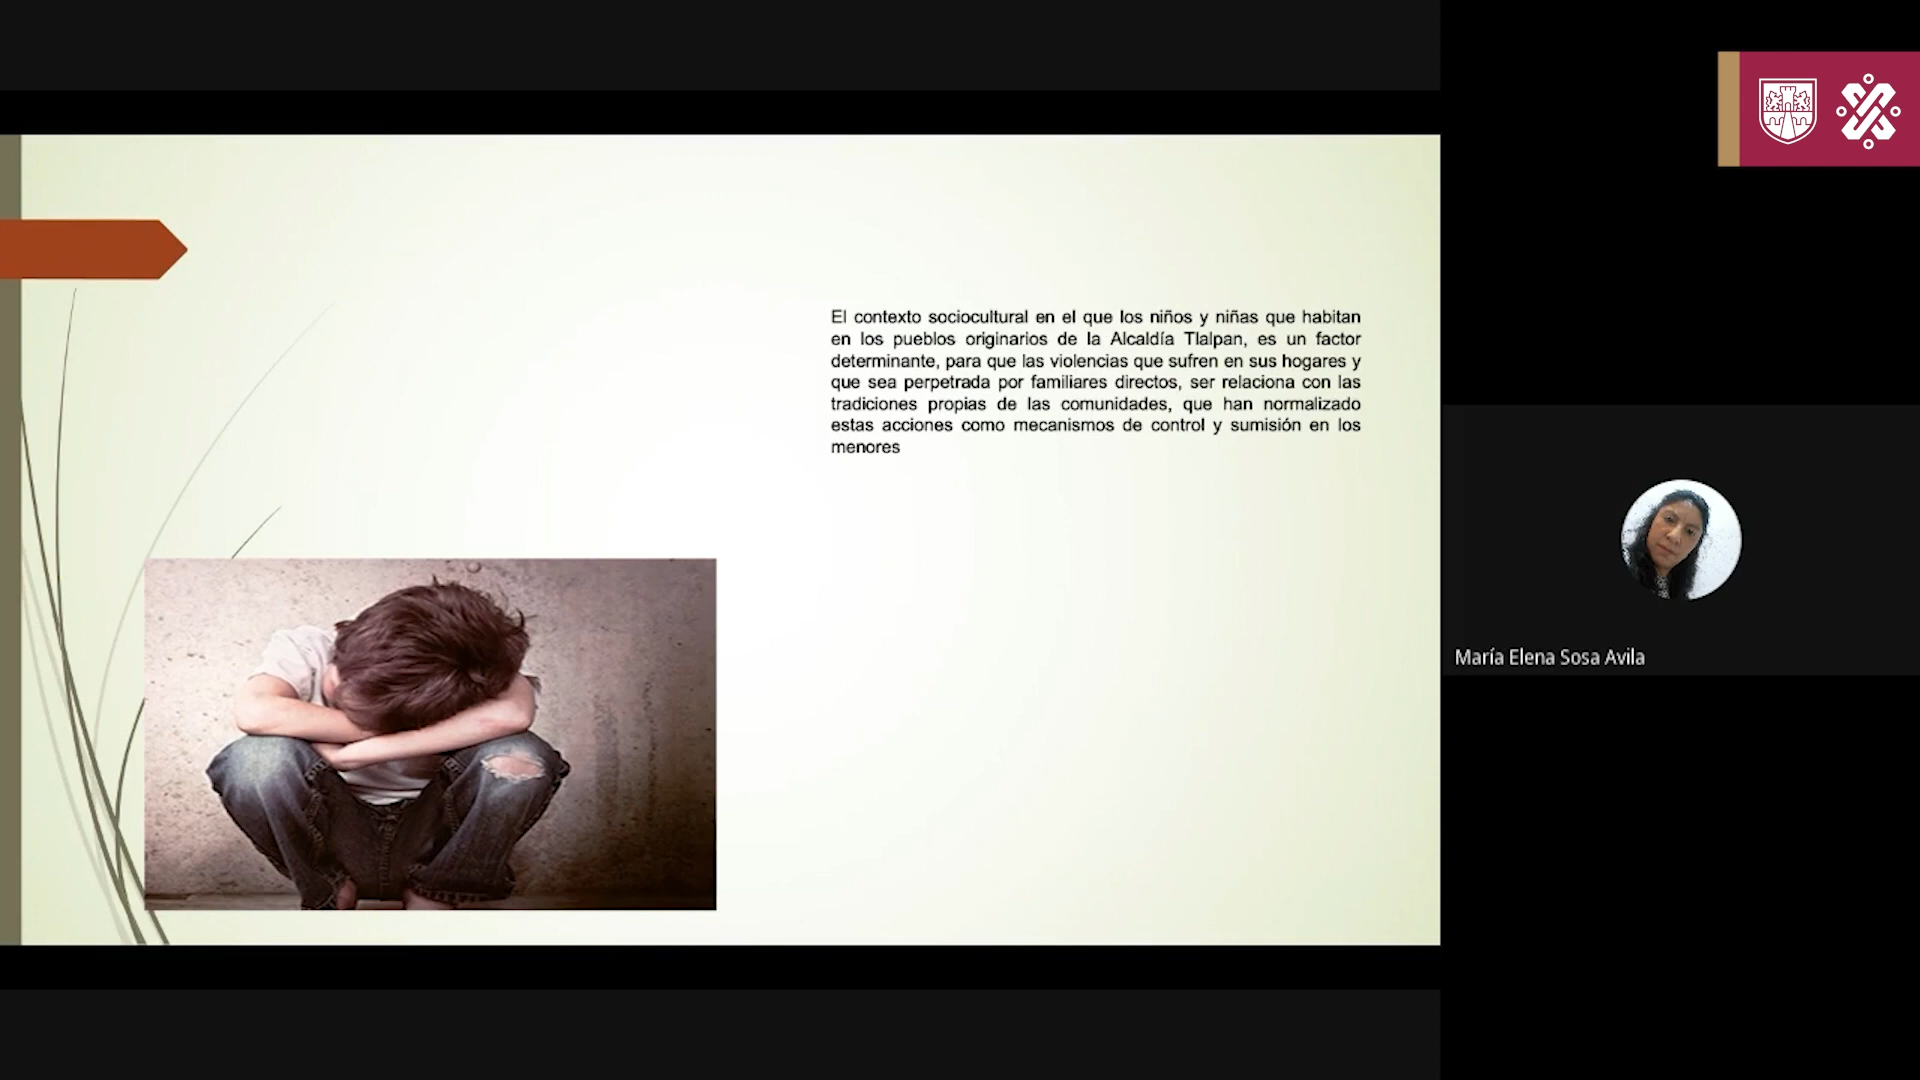 El contexto sociocultural en el que los niños y niñas que habitan
en los pueblos originarios de la Alcaldía Tlalpan, es un factor
determinante, para que las violencias que sufren en sus hogares y
que sea perpetrada por familiares directos, ser relaciona con las
tradiciones propias de las comunidades, que han normalizado
estas acciones como mecanismos de control y sumisión en los
menores
María Elena Sosa Avila